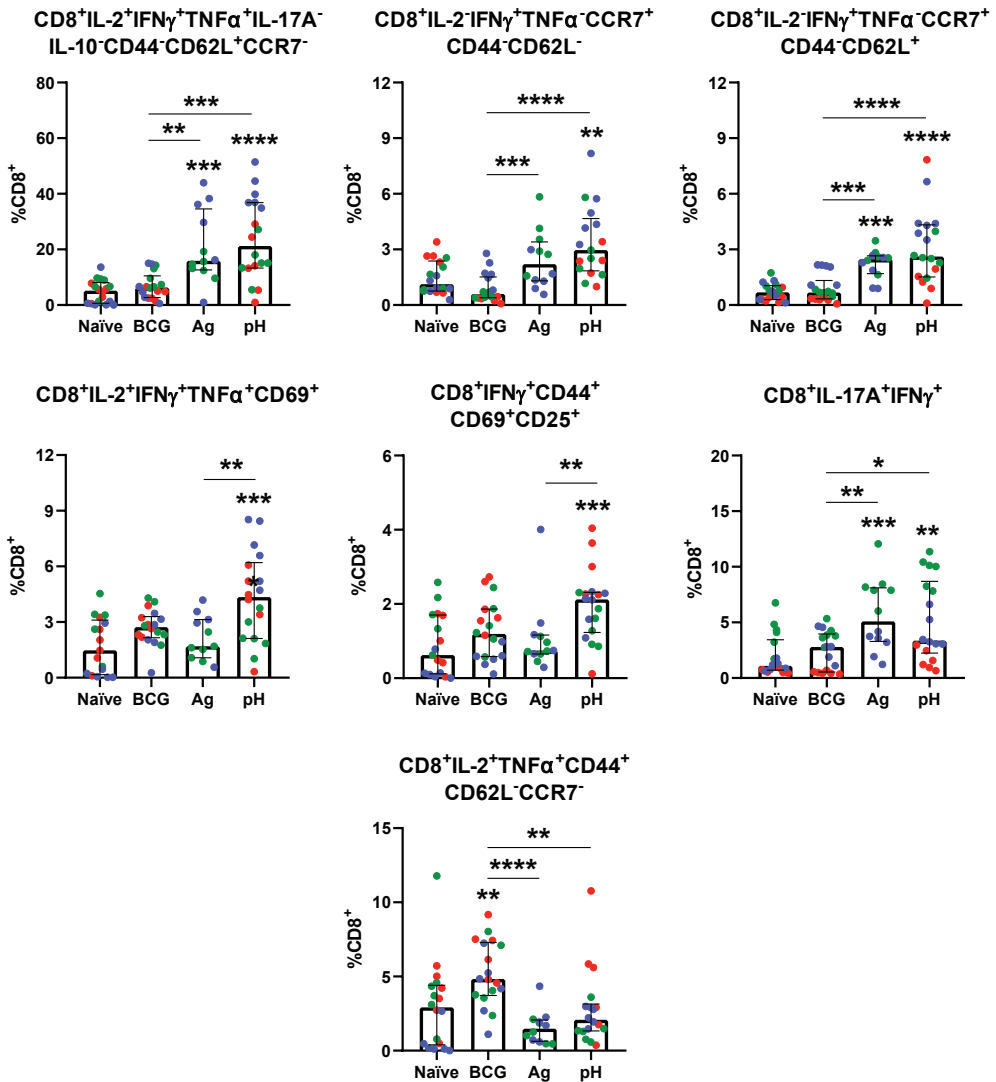 CD8⁺IL-2⁺IFNγ⁺TNFα⁺IL-17A⁻
IL-10⁻CD44⁻CD62L⁺CCR7⁻
%CD8⁺
80
60
40
20
0
***
**
***
****
Naïve BCG Ag pH
CD8⁺IL-2⁻IFNγ⁺TNFα⁻CCR7⁺
CD44⁻CD62L⁻
%CD8⁺
12
9
6
3
0
****
***
**
Naïve BCG Ag pH
CD8⁺IL-2⁻IFNγ⁺TNFα⁻CCR7⁺
CD44⁻CD62L⁺
%CD8⁺
12
9
6
3
0
****
***
***
****
Naïve BCG Ag pH
CD8⁺IL-2⁺IFNγ⁺TNFα⁺CD69⁺
%CD8⁺
12
9
6
3
0
**
***
*
Naïve BCG Ag pH
CD8⁺IFNγ⁺CD44⁺
CD69⁺CD25⁺
%CD8⁺
6
4
2
0
**
***
Naïve BCG Ag pH
CD8⁺IL-17A⁺IFNγ⁺
%CD8⁺
20
15
10
5
0
*
**
***
**
Naïve BCG Ag pH
CD8⁺IL-2⁺TNFα⁺CD44⁺
CD62L⁻CCR7⁻
%CD8⁺
15
10
5
0
**
****
**
Naïve BCG Ag pH